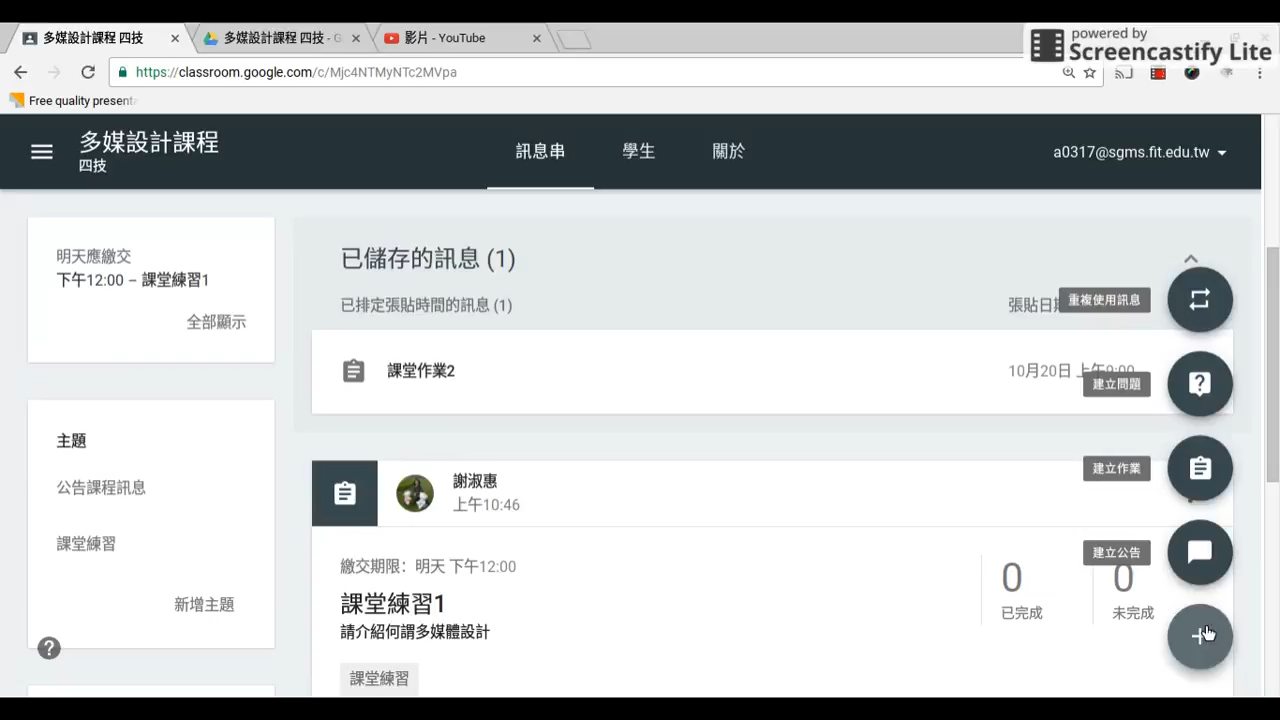 多媒設計課程 四技
多媒設計課程 四技 - G
影片 - YouTube
powered by
Screencastify Lite
https://classroom.google.com/c/Mjc4NTMyNTc2MVpa
Free quality present
多媒設計課程
四技
訊息串
學生
關於
a0317@sgms.fit.edu.tw
明天應繳交
下午12:00 – 課堂練習1
全部顯示
主題
公告課程訊息
課堂練習
新增主題
已儲存的訊息 (1)
已排定張貼時間的訊息 (1)
張貼日
重複使用訊息
課堂作業2
10月20日 上午9:00
建立問題
謝淑惠
上午10:46
建立作業
建立公告
繳交期限：明天 下午12:00
課堂練習1
請介紹何謂多媒體設計
0
已完成
0
未完成
課堂練習